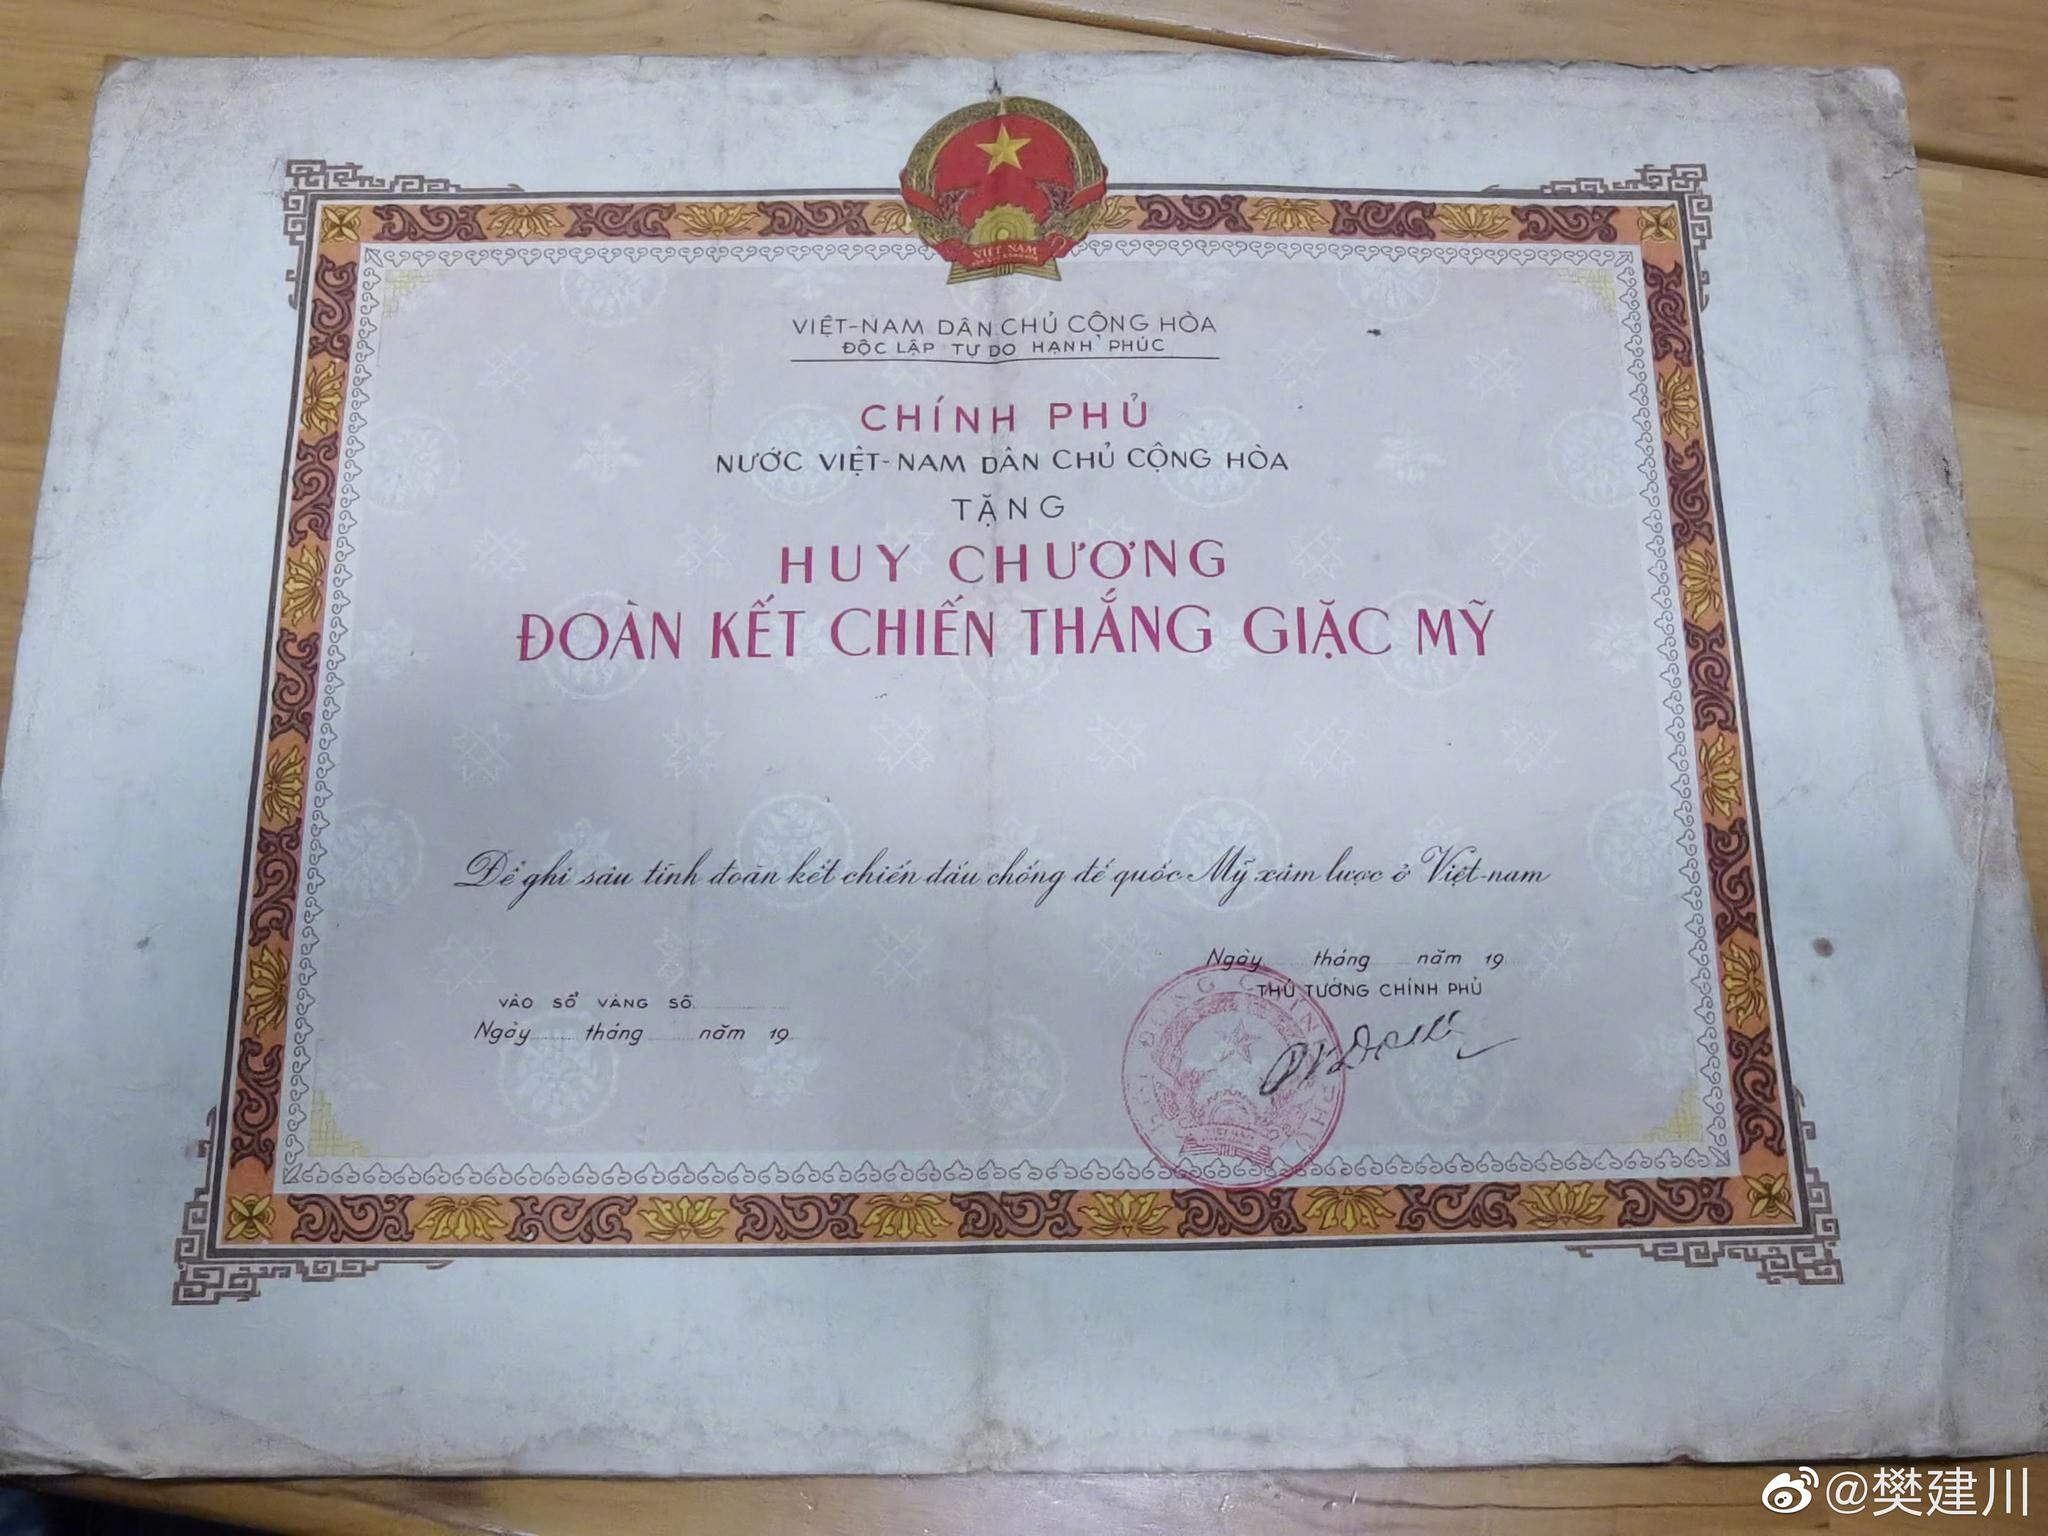 VIỆT NAM
VIỆT-NAM DÂN CHỦ CỘNG HÒA
ĐỘC LẬP TỰ DO HẠNH PHÚC
CHÍNH PHỦ
NƯỚC VIỆT-NAM DÂN CHỦ CỘNG HÒA
TẶNG
HUY CHƯƠNG
ĐOÀN KẾT CHIẾN THẮNG GIẶC MỸ
Để ghi sâu tình đoàn kết chiến đấu chống đế quốc Mỹ xâm lược ở Việt-nam
Ngày tháng năm 19
THỦ TƯỚNG CHÍNH PHỦ
VÀO SỔ VÀNG SỐ
Ngày tháng năm 19
@樊建川